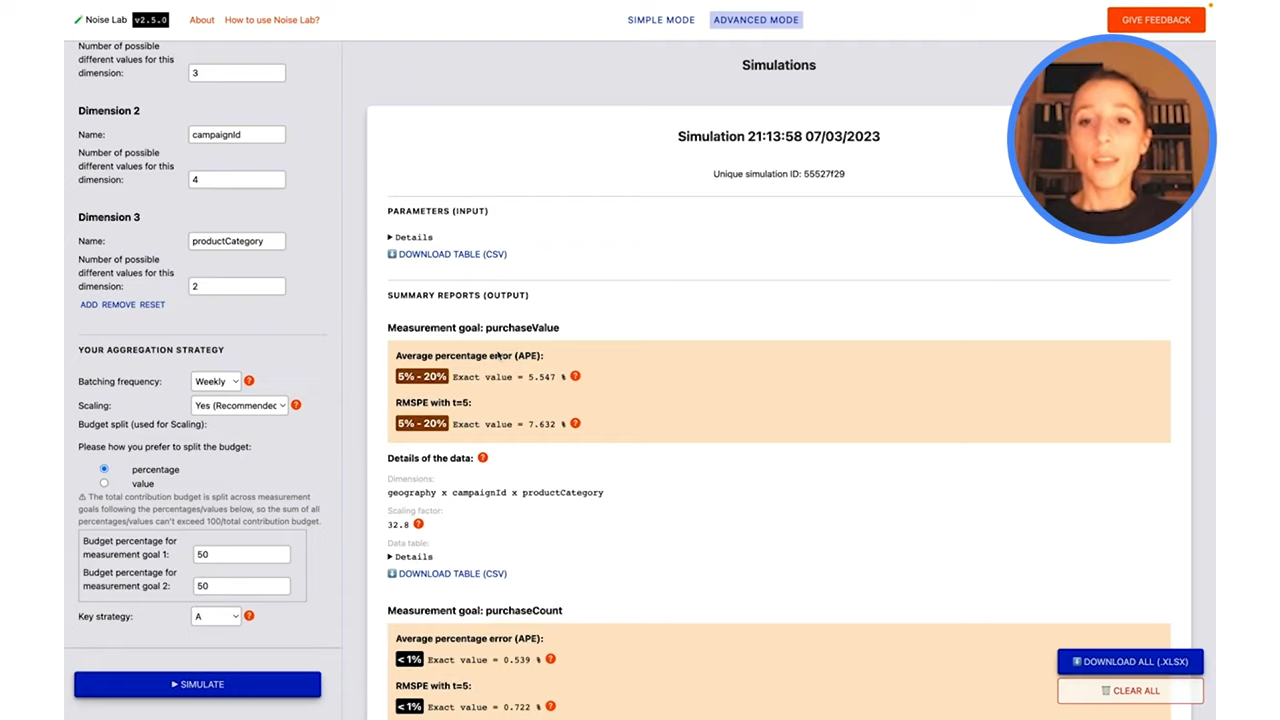 Noise Lab v2.5.0 About How to use Noise Lab? SIMPLE MODE ADVANCED MODE GIVE FEEDBACK
Number of possible
different values for this
dimension: 3
Dimension 2
Name: campaignId
Number of possible
different values for this
dimension: 4
Dimension 3
Name: productCategory
Number of possible
different values for this
dimension: 2
ADD REMOVE RESET
YOUR AGGREGATION STRATEGY
Batching frequency: Weekly ?
Scaling: Yes (Recommended ?
Budget split (used for Scaling):
Please how you prefer to split the budget:
percentage
value
⚠ The total contribution budget is split across measurement
goals following the percentages/values below, so the sum of all
percentages/values can't exceed 100/total contribution budget.
Budget percentage for
measurement goal 1: 50
Budget percentage for
measurement goal 2: 50
Key strategy: A ?
▶ SIMULATE
Simulations
Simulation 21:13:58 07/03/2023
Unique simulation ID: 55527f29
PARAMETERS (INPUT)
▶ Details
⬇ DOWNLOAD TABLE (CSV)
SUMMARY REPORTS (OUTPUT)
Measurement goal: purchaseValue
Average percentage error (APE):
5% - 20% Exact value = 5.547 % ?
RMSPE with t=5:
5% - 20% Exact value = 7.632 % ?
Details of the data: ?
Dimensions:
geography x campaignId x productCategory
Scaling factor:
32.8 ?
Data table:
▶ Details
⬇ DOWNLOAD TABLE (CSV)
Measurement goal: purchaseCount
Average percentage error (APE):
< 1% Exact value = 0.539 % ?
RMSPE with t=5:
< 1% Exact value = 0.722 % ?
⬇ DOWNLOAD ALL (.XLSX)
🗑 CLEAR ALL